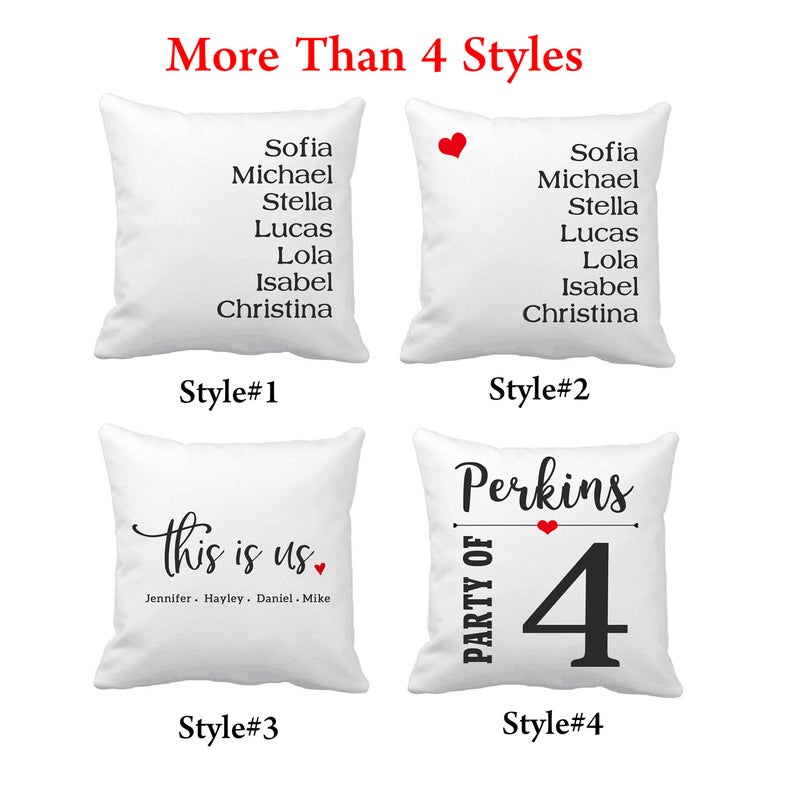 More Than 4 Styles
Sofia
Michael
Stella
Lucas
Lola
Isabel
Christina
Style#1
Sofia
Michael
Stella
Lucas
Lola
Isabel
Christina
Style#2
this is us
Jennifer • Hayley • Daniel • Mike
Style#3
Perkins
PARTY OF
4
Style#4